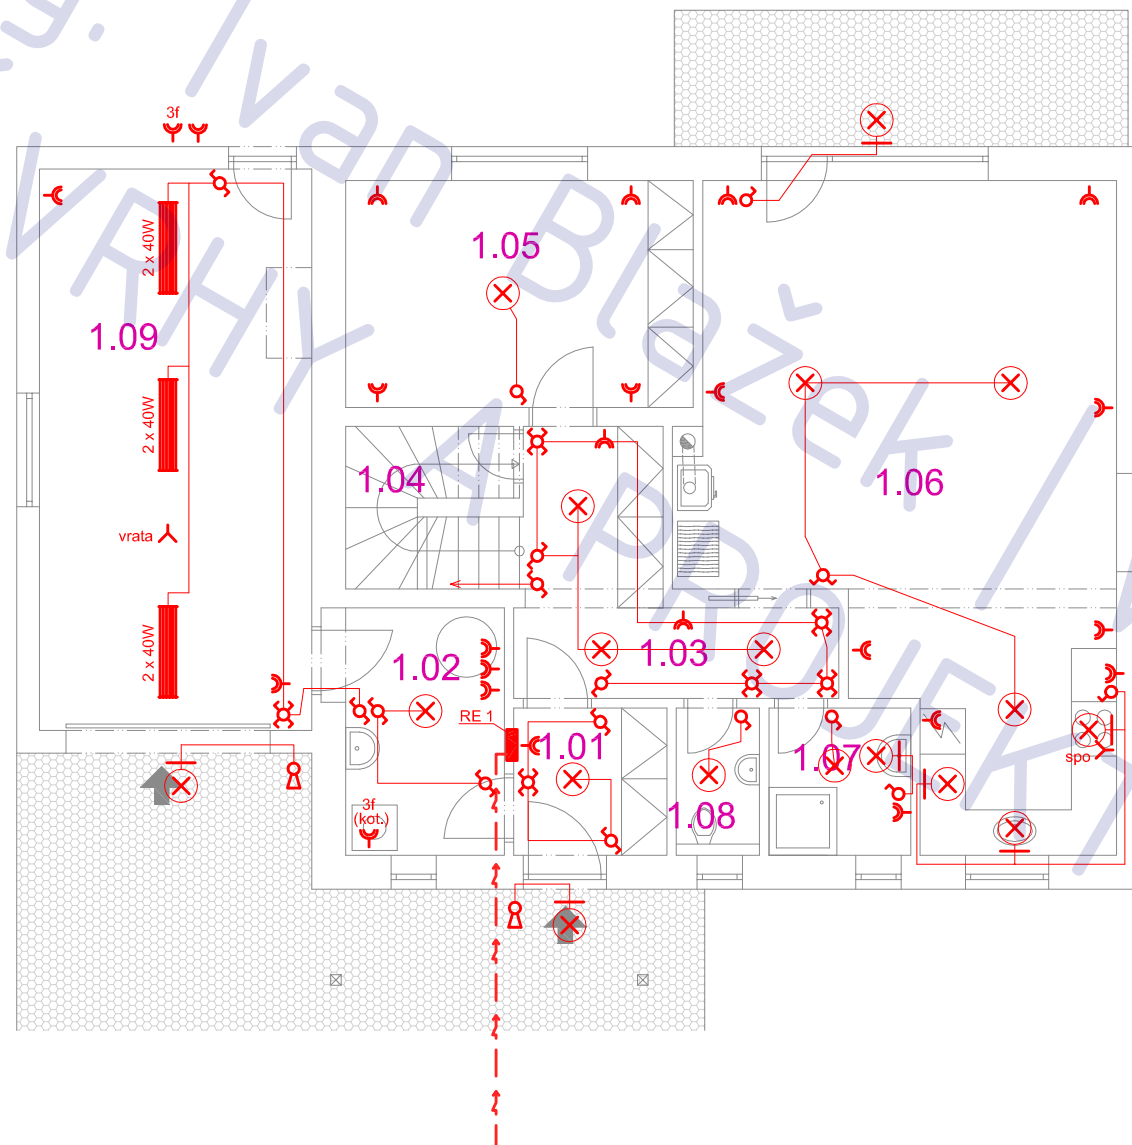 g. Ivan Blažek /
VRHY A PROJEKT
3f
2 x 40W
1.05
1.09
2 x 40W
1.04
1.06
vrata
2 x 40W
1.02
1.03
RE 1
1.01
1.07
spo
3f
(kot.)
1.08